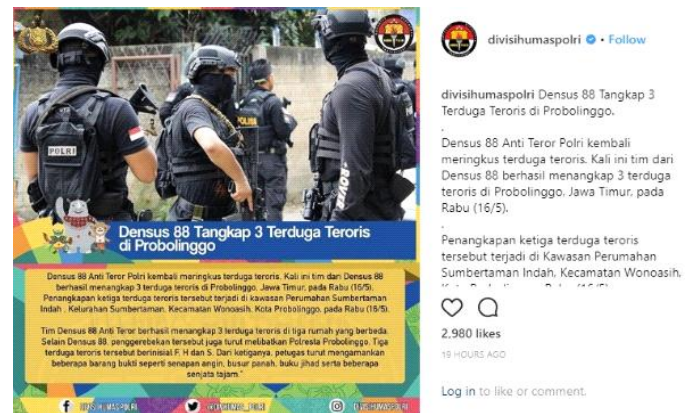 POLRI
POLISI
Densus 88 Tangkap 3 Terduga Teroris
di Probolinggo
Densus 88 Anti Teror Polri kembali meringkus terduga teroris. Kali ini tim dari Densus 88
berhasil menangkap 3 terduga teroris di Probolinggo, Jawa Timur, pada Rabu (16/5).
Penangkapan ketiga terduga teroris tersebut terjadi di kawasan Perumahan Sumbertaman
Indah , Kelurahan Sumbertaman, Kecamatan Wonoasih, Kota Probolinggo, pada Rabu (16/5).
Tim Densus 88 Anti Teror berhasil menangkap 3 terduga teroris di tiga rumah yang berbeda.
Selain Densus 88, penggerebekan tersebut juga turut melibatkan Polresta Probolinggo. Tiga
terduga teroris tersebut berinisial F, H dan S. Dari ketiganya, petugas turut mengamankan
beberapa barang bukti seperti senapan angin, busur panah, buku jihad serta beberapa
senjata tajam."
DIVISIHUMASPOLRI
@DIVHUMAS_POLRI
DIVISIHUMASPOLRI
divisihumaspolri • Follow
divisihumaspolri Densus 88 Tangkap 3
Terduga Teroris di Probolinggo.
.
Densus 88 Anti Teror Polri kembali
meringkus terduga teroris. Kali ini tim dari
Densus 88 berhasil menangkap 3 terduga
teroris di Probolinggo, Jawa Timur, pada
Rabu (16/5).
.
Penangkapan ketiga terduga teroris
tersebut terjadi di Kawasan Perumahan
Sumbertaman Indah, Kecamatan Wonoasih,
2,980 likes
19 HOURS AGO
Log in to like or comment.